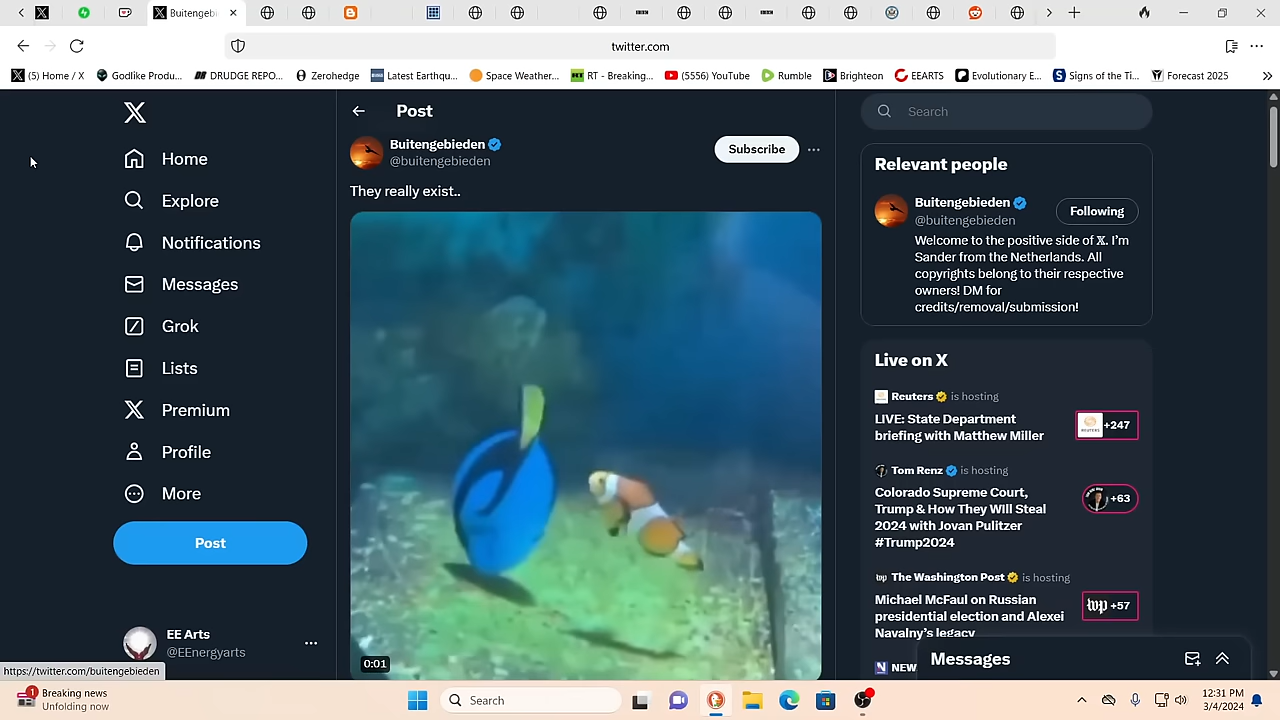 Buitengebi
twitter.com
(5) Home / X
Godlike Produ...
DRUDGE REPO...
Zerohedge
Latest Earthqu...
Space Weather...
RT - Breaking...
(5556) YouTube
Rumble
Brighteon
EEARTS
Evolutionary E...
Signs of the Ti...
Forecast 2025
Home
Explore
Notifications
Messages
Grok
Lists
Premium
Profile
More
Post
EE Arts
@EEnergyarts
https://twitter.com/buitengebieden
Post
Buitengebieden
@buitengebieden
Subscribe
They really exist..
0:01
Search
Relevant people
Buitengebieden
@buitengebieden
Following
Welcome to the positive side of 𝕏. I'm
Sander from the Netherlands. All
copyrights belong to their respective
owners! DM for
credits/removal/submission!
Live on X
Reuters is hosting
LIVE: State Department
briefing with Matthew Miller
REUTERS
+247
Tom Renz is hosting
Colorado Supreme Court,
Trump & How They WIll Steal
2024 with Jovan Pulitzer
#Trump2024
+63
wp The Washington Post is hosting
Michael McFaul on Russian
presidential election and Alexei
Navalny's legacy
wp +57
N NEW
Messages
1
Breaking news
Unfolding now
Search
12:31 PM
3/4/2024